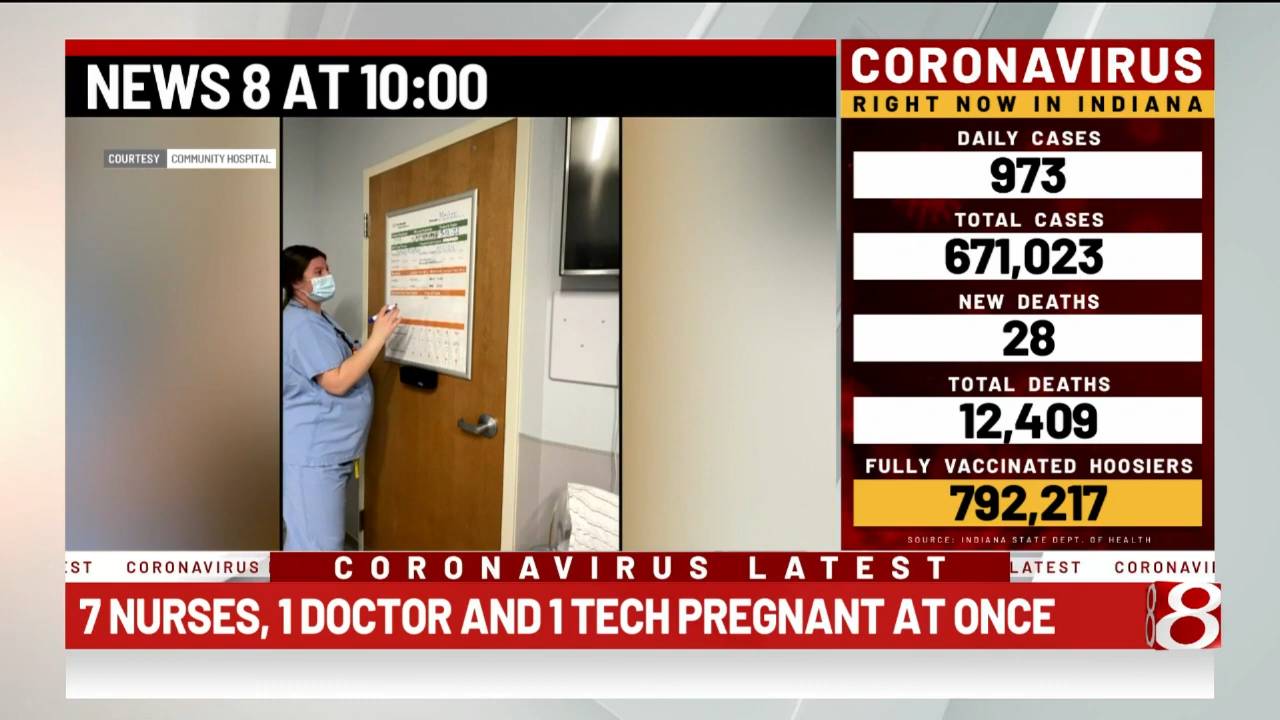 NEWS 8 AT 10:00
COURTESY COMMUNITY HOSPITAL
CORONAVIRUS
RIGHT NOW IN INDIANA
DAILY CASES
973
TOTAL CASES
671,023
NEW DEATHS
28
TOTAL DEATHS
12,409
FULLY VACCINATED HOOSIERS
792,217
SOURCE: INDIANA STATE DEPT. OF HEALTH
CORONAVIRUS CORONAVIRUS LATEST LATEST
7 NURSES, 1 DOCTOR AND 1 TECH PREGNANT AT ONCE
8